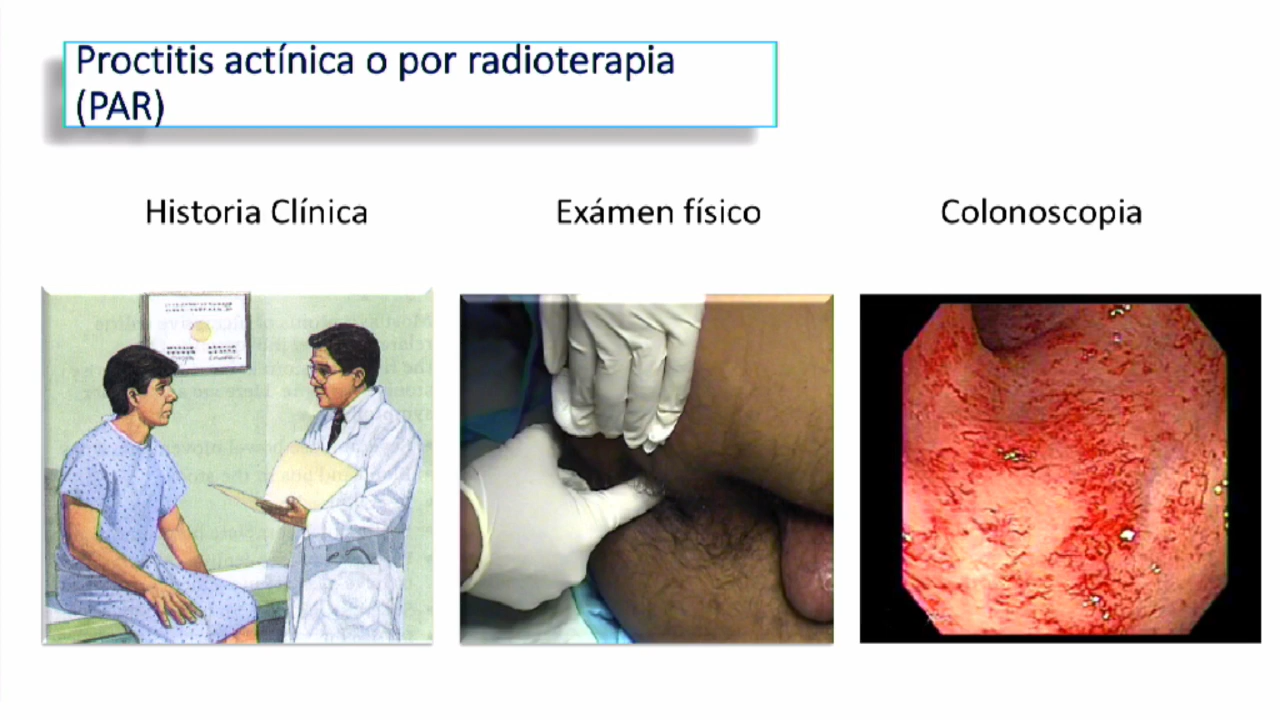 Proctitis actínica o por radioterapia
(PAR)
Historia Clínica
Exámen físico
Colonoscopia